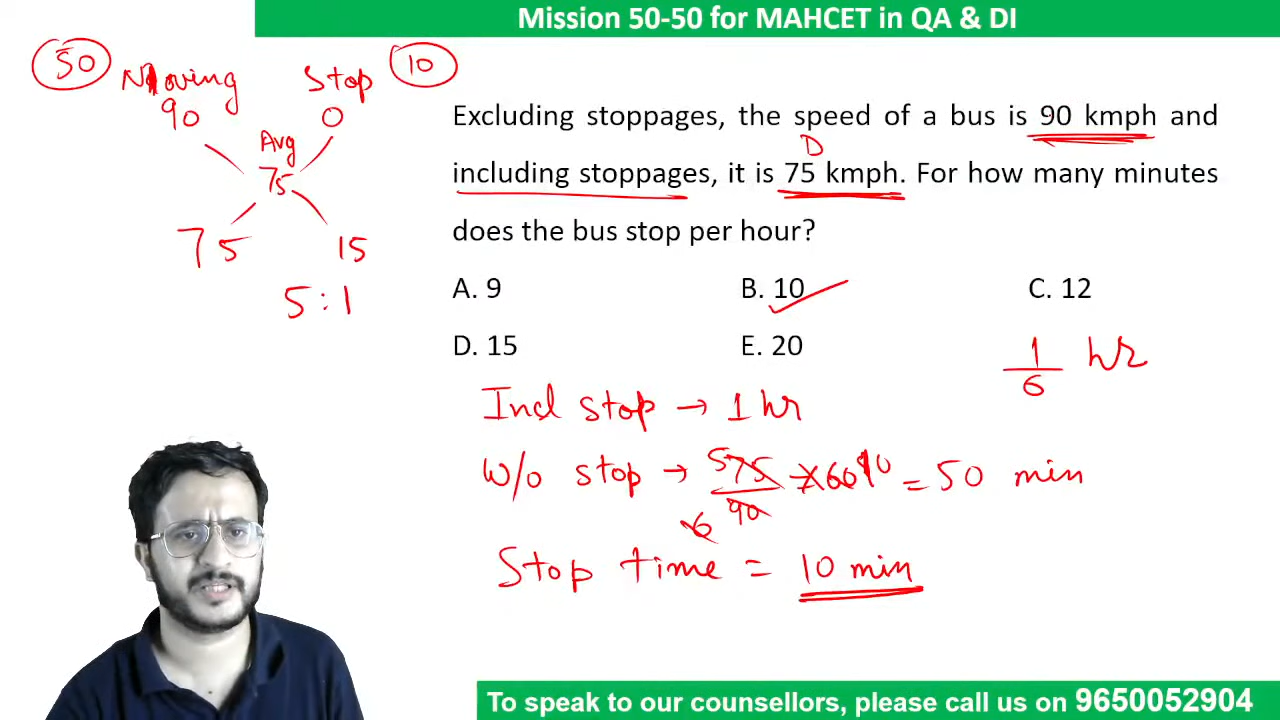 Mission 50-50 for MAHCET in QA & DI
50
Moving
Stop
10
90
0
Avg
75
75
15
5:1
Excluding stoppages, the speed of a bus is 90 kmph and
D
including stoppages, it is 75 kmph. For how many minutes
does the bus stop per hour?
A. 9
B. 10
C. 12
D. 15
E. 20
1/6 hr
Incl stop → 1 hr
W/o stop → 5 75/90 6 × 60 10 = 50 min
Stop time = 10 min
To speak to our counsellors, please call us on 9650052904